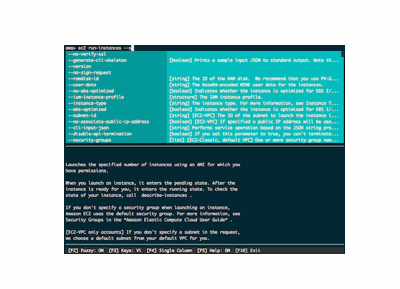 aws> ec2 run-instances --s
--no-verify-ssl
--generate-cli-skeleton [boolean] Prints a sample input JSON to standard output. Note th...
--version
--no-sign-request
--ramdisk-id [string] The ID of the RAM disk. We recommend that you use PV-G...
--user-data [string] The Base64-encoded MIME user data for the instances.
--no-ebs-optimized [boolean] Indicates whether the instance is optimized for EBS I/...
--iam-instance-profile [structure] The IAM instance profile.
--instance-type [string] The instance type. For more information, see Instance T...
--ebs-optimized [boolean] Indicates whether the instance is optimized for EBS I/...
--subnet-id [string] [EC2-VPC] The ID of the subnet to launch the instance i...
--no-associate-public-ip-address [boolean] [EC2-VPC] If specified a public IP address will be ass...
--cli-input-json [string] Performs service operation based on the JSON string pro...
--disable-api-termination [boolean] If you set this parameter to true, you can't terminate...
--security-groups [list] [EC2-Classic, default VPC] One or more security group nam...
Launches the specified number of instances using an AMI for which you
have permissions.
When you launch an instance, it enters the pending state. After the
instance is ready for you, it enters the running state. To check the
state of your instance, call describe-instances .
If you don't specify a security group when launching an instance,
Amazon EC2 uses the default security group. For more information, see
Security Groups in the *Amazon Elastic Compute Cloud User Guide* .
[EC2-VPC only accounts] If you don't specify a subnet in the request,
we choose a default subnet from your default VPC for you.
[F2] Fuzzy: ON [F3] Keys: Vi [F4] Single Column [F5] Help: ON [F10] Exit